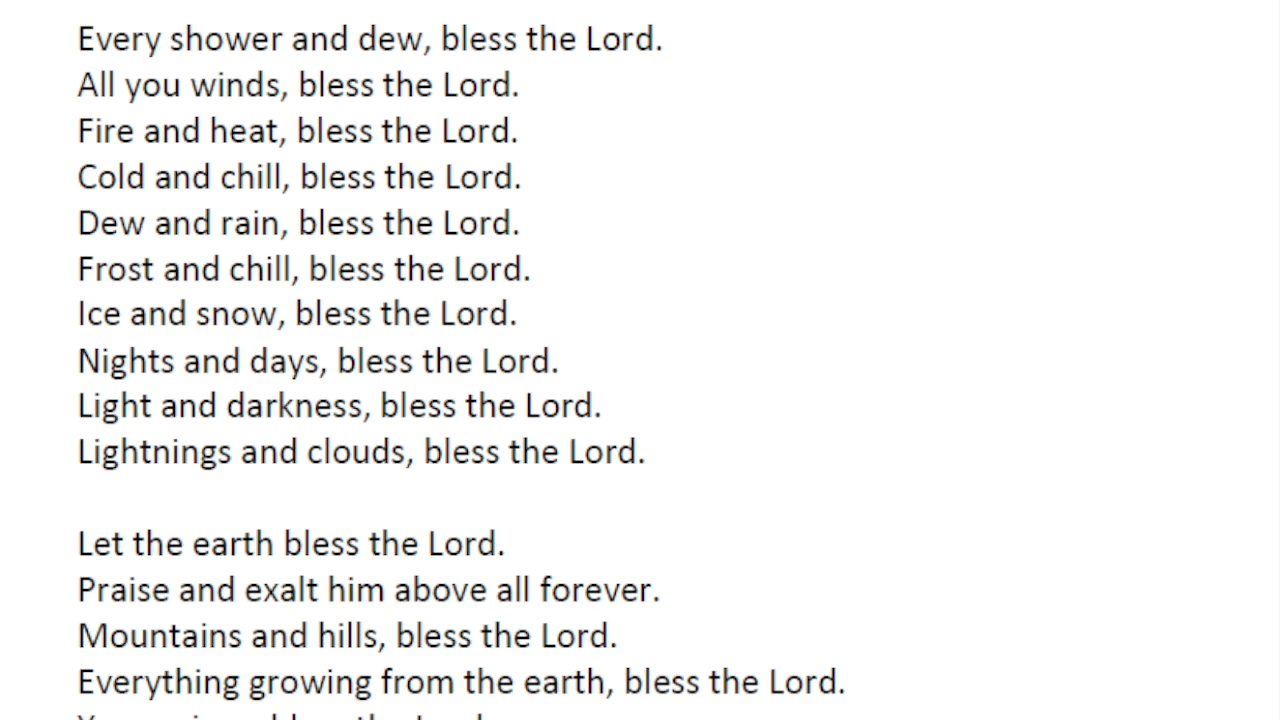 Every shower and dew, bless the Lord.
All you winds, bless the Lord.
Fire and heat, bless the Lord.
Cold and chill, bless the Lord.
Dew and rain, bless the Lord.
Frost and chill, bless the Lord.
Ice and snow, bless the Lord.
Nights and days, bless the Lord.
Light and darkness, bless the Lord.
Lightnings and clouds, bless the Lord.
Let the earth bless the Lord.
Praise and exalt him above all forever.
Mountains and hills, bless the Lord.
Everything growing from the earth, bless the Lord.